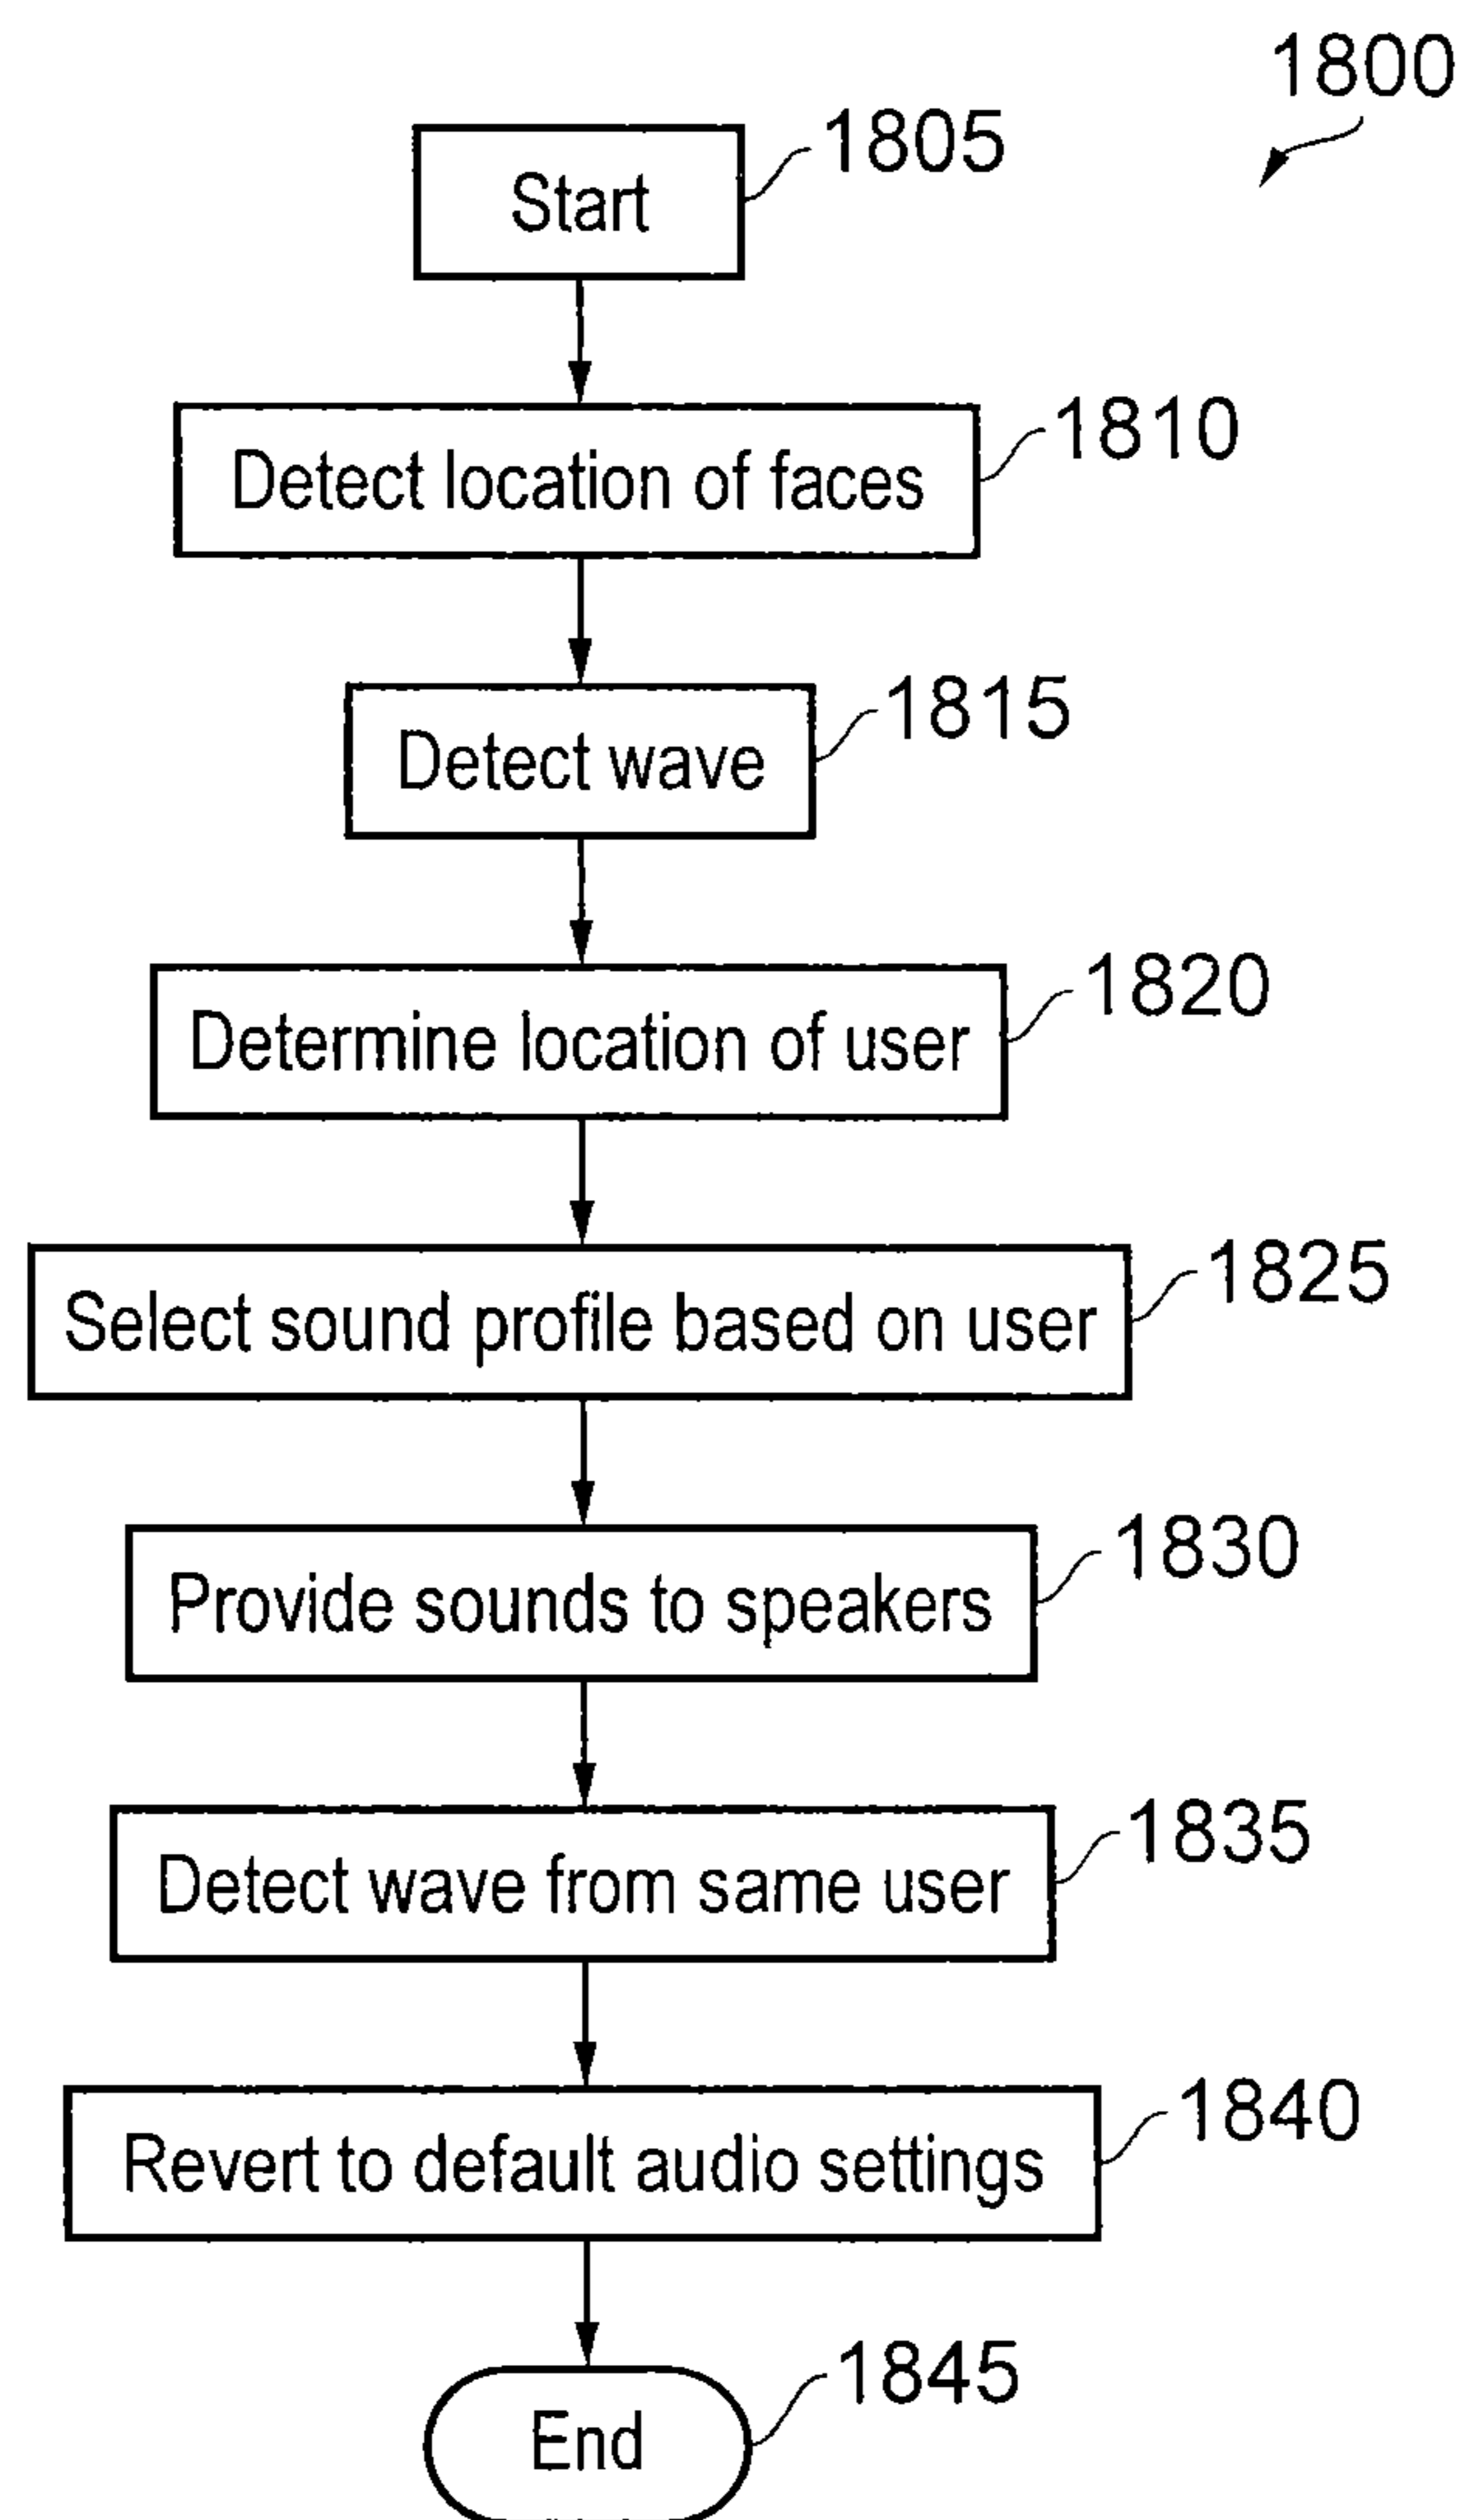 1800
Start
1805
Detect location of faces
1810
Detect wave
1815
Determine location of user
1820
Select sound profile based on user
1825
Provide sounds to speakers
1830
Detect wave from same user
1835
Revert to default audio settings
1840
End
1845